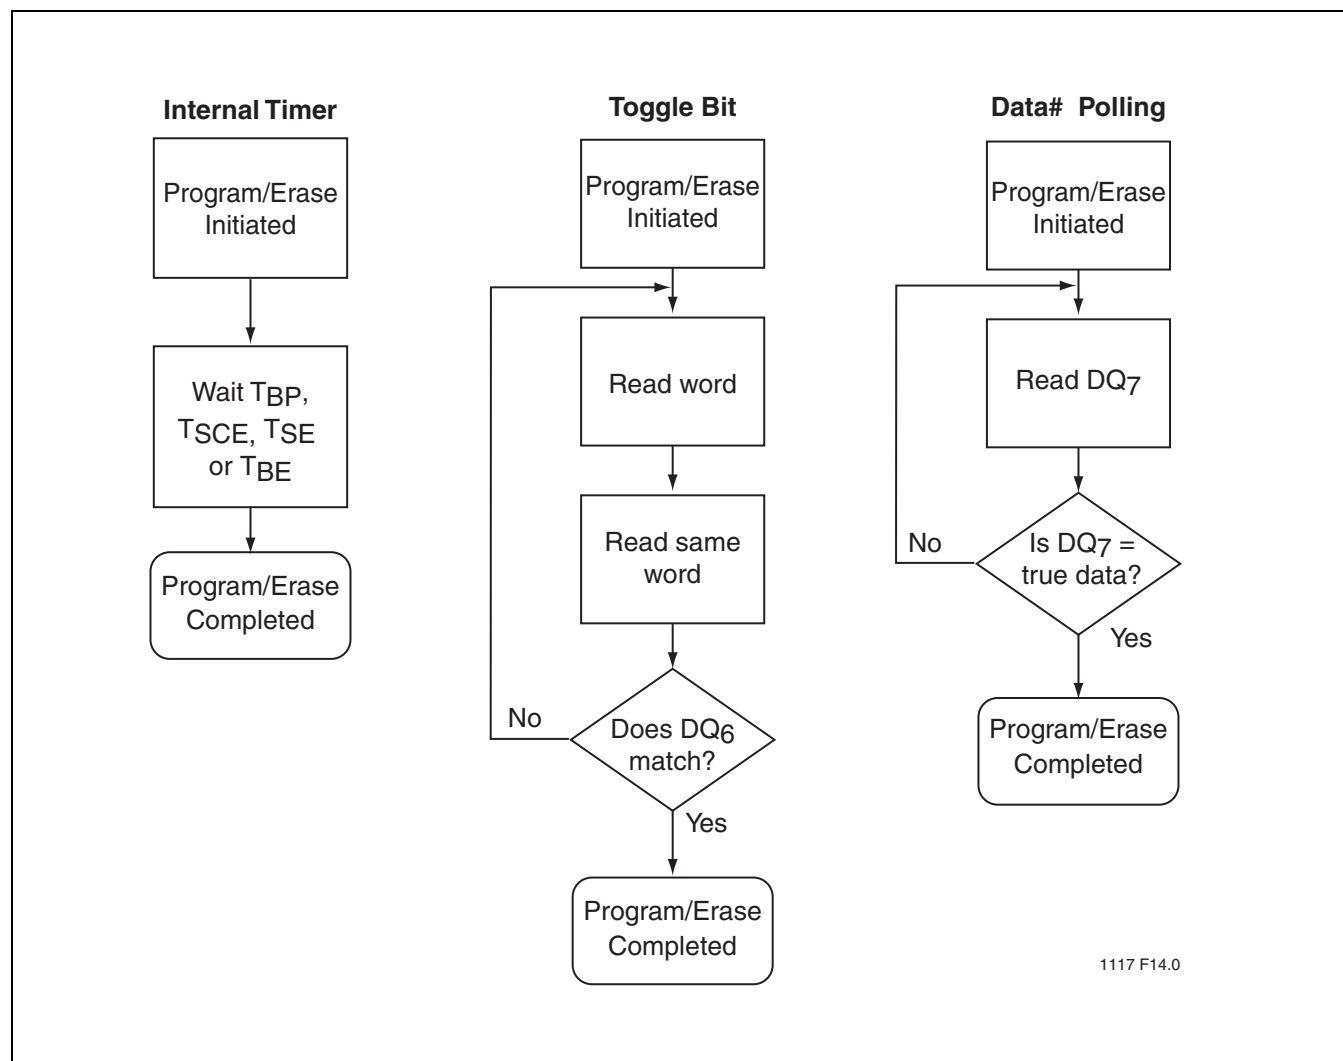 Internal Timer
Program/Erase
Initiated
Wait TBP,
TSCE, TSE
or TBE
Program/Erase
Completed
Toggle Bit
Program/Erase
Initiated
Read word
Read same
word
Does DQ6
match?
No
Yes
Program/Erase
Completed
Data# Polling
Program/Erase
Initiated
Read DQ7
Is DQ7 =
true data?
No
Yes
Program/Erase
Completed
1117 F14.0